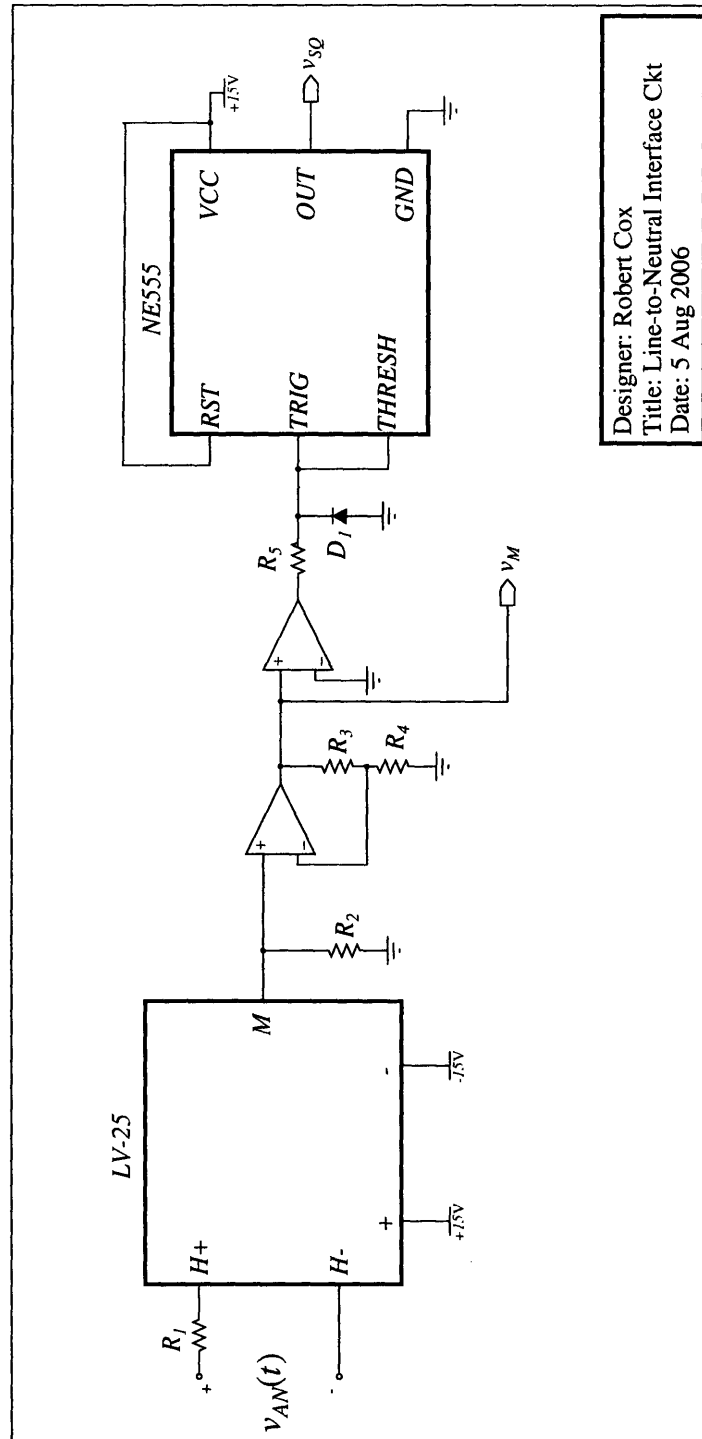 LV-25
R1
H+
H-
+
vAN(t)
-
M
+
-
+15V
-15V
R2
+
-
R3
R4
+
-
vM
R5
D1
NE555
RST
TRIG
THRESH
VCC
OUT
GND
+15V
vSQ
Designer: Robert Cox
Title: Line-to-Neutral Interface Ckt
Date: 5 Aug 2006